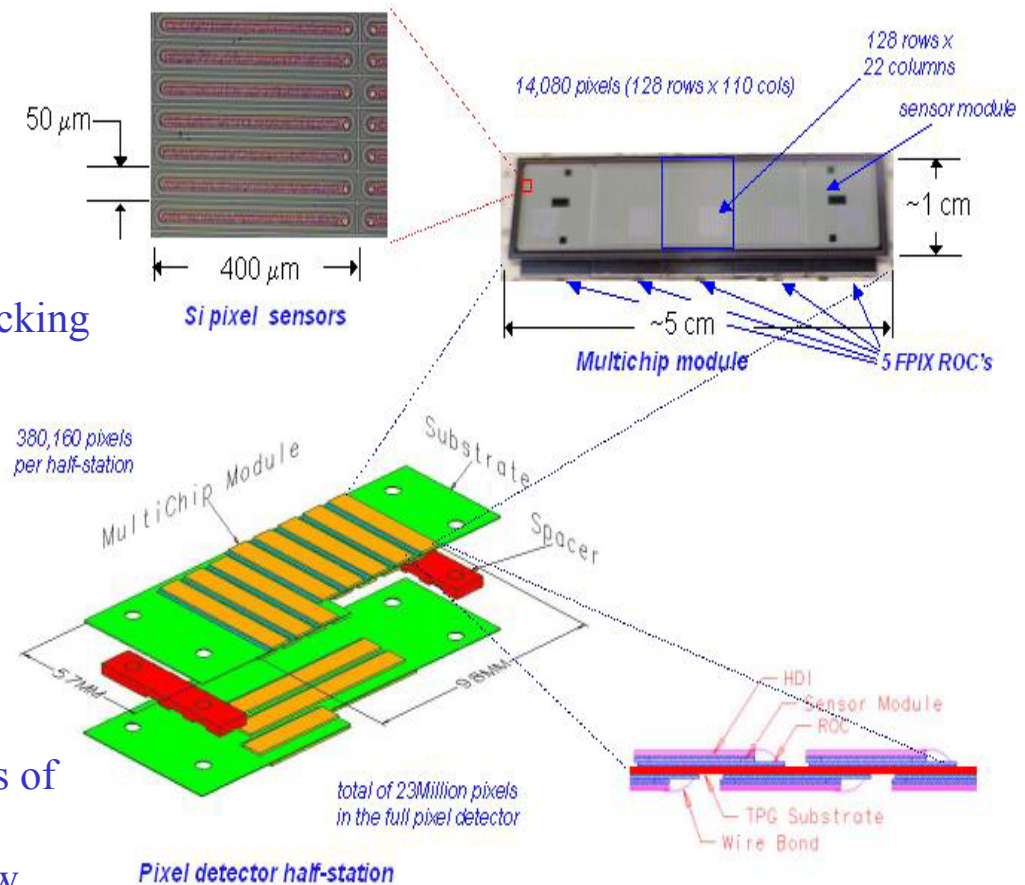 128 rows x
22 columns
14,080 pixels (128 rows x 110 cols)
sensor module
50 μm
~1 cm
400 μm
cking
Si pixel sensors
~5 cm
Multichip module
5 FPIX ROC's
380,160 pixels
per half-station
MultiChip Module
Substrate
Spacer
57MM
98MM
HDI
Sensor Module
ROC
s of
total of 23Million pixels
in the full pixel detector
TPG Substrate
Wire Bond
Pixel detector half-station